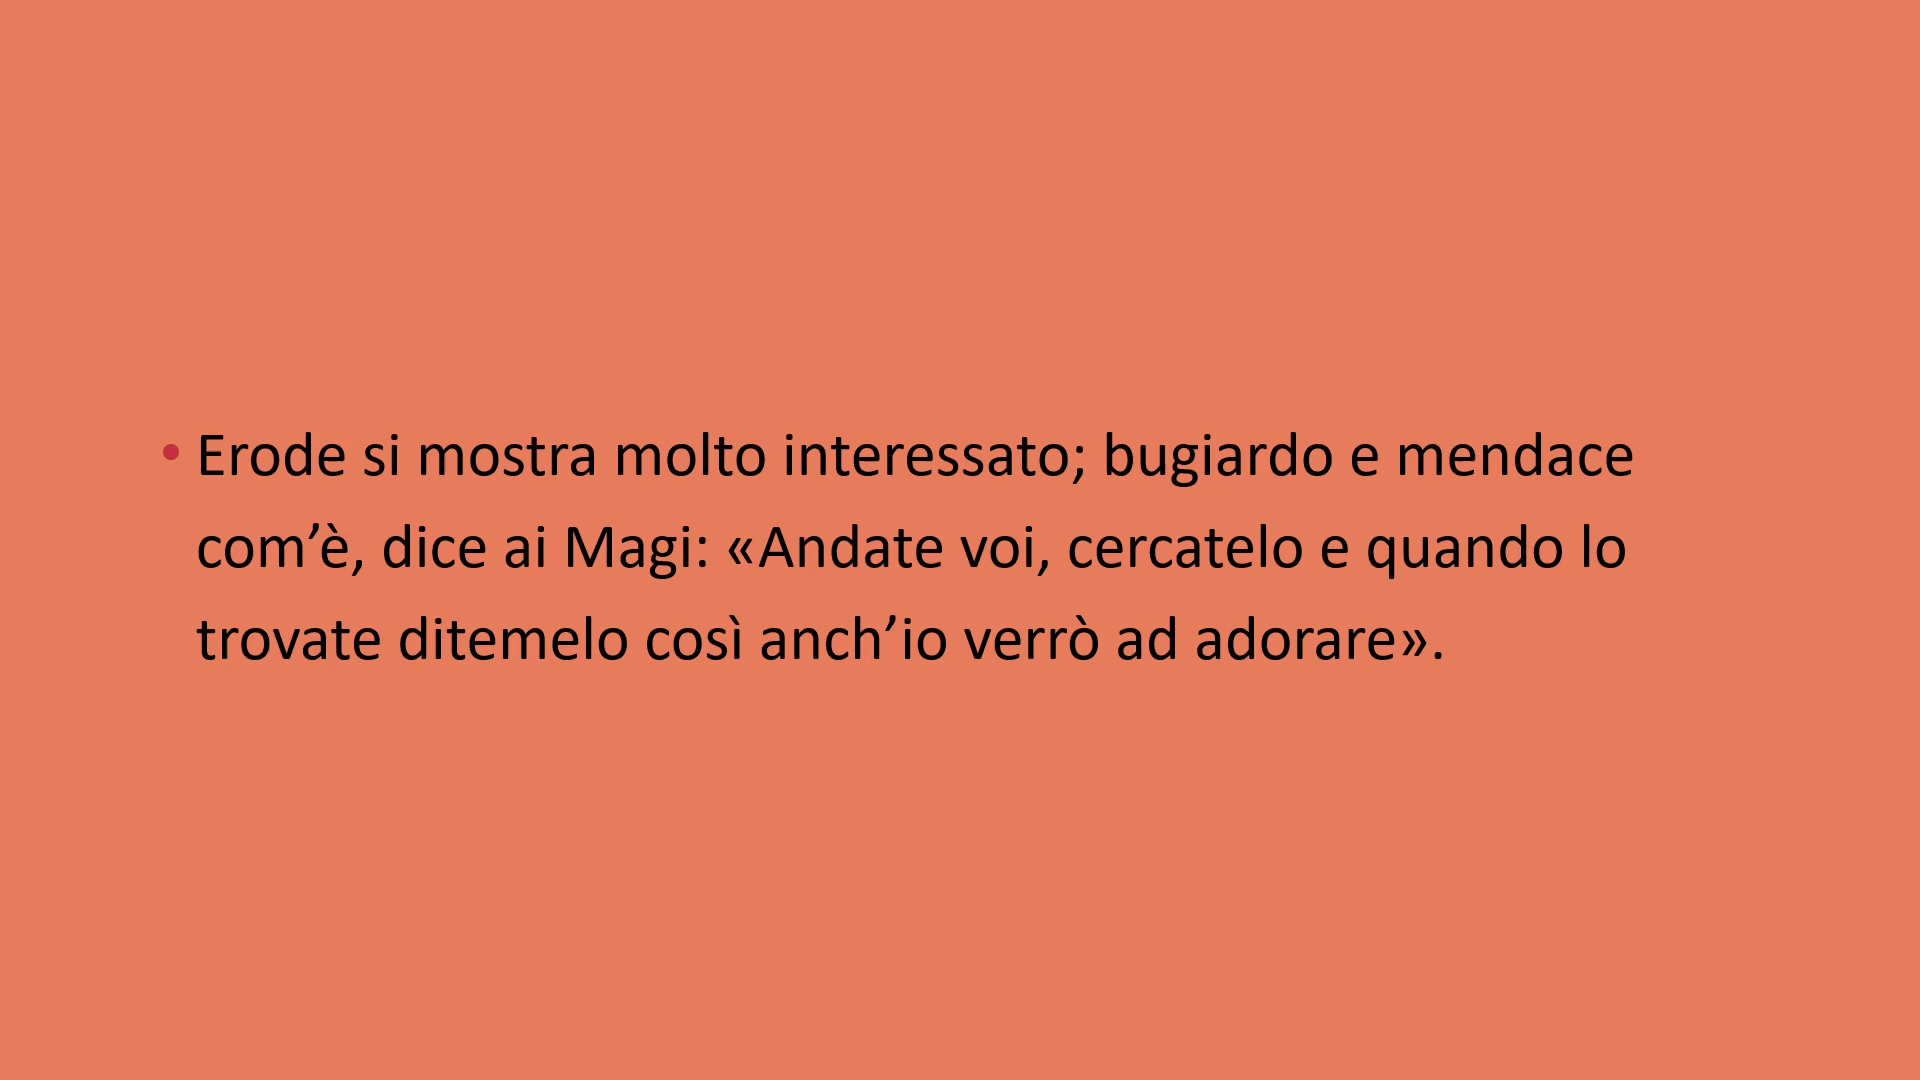 • Erode si mostra molto interessato; bugiardo e mendace
com’è, dice ai Magi: «Andate voi, cercatelo e quando lo
trovate ditemelo così anch’io verrò ad adorare».